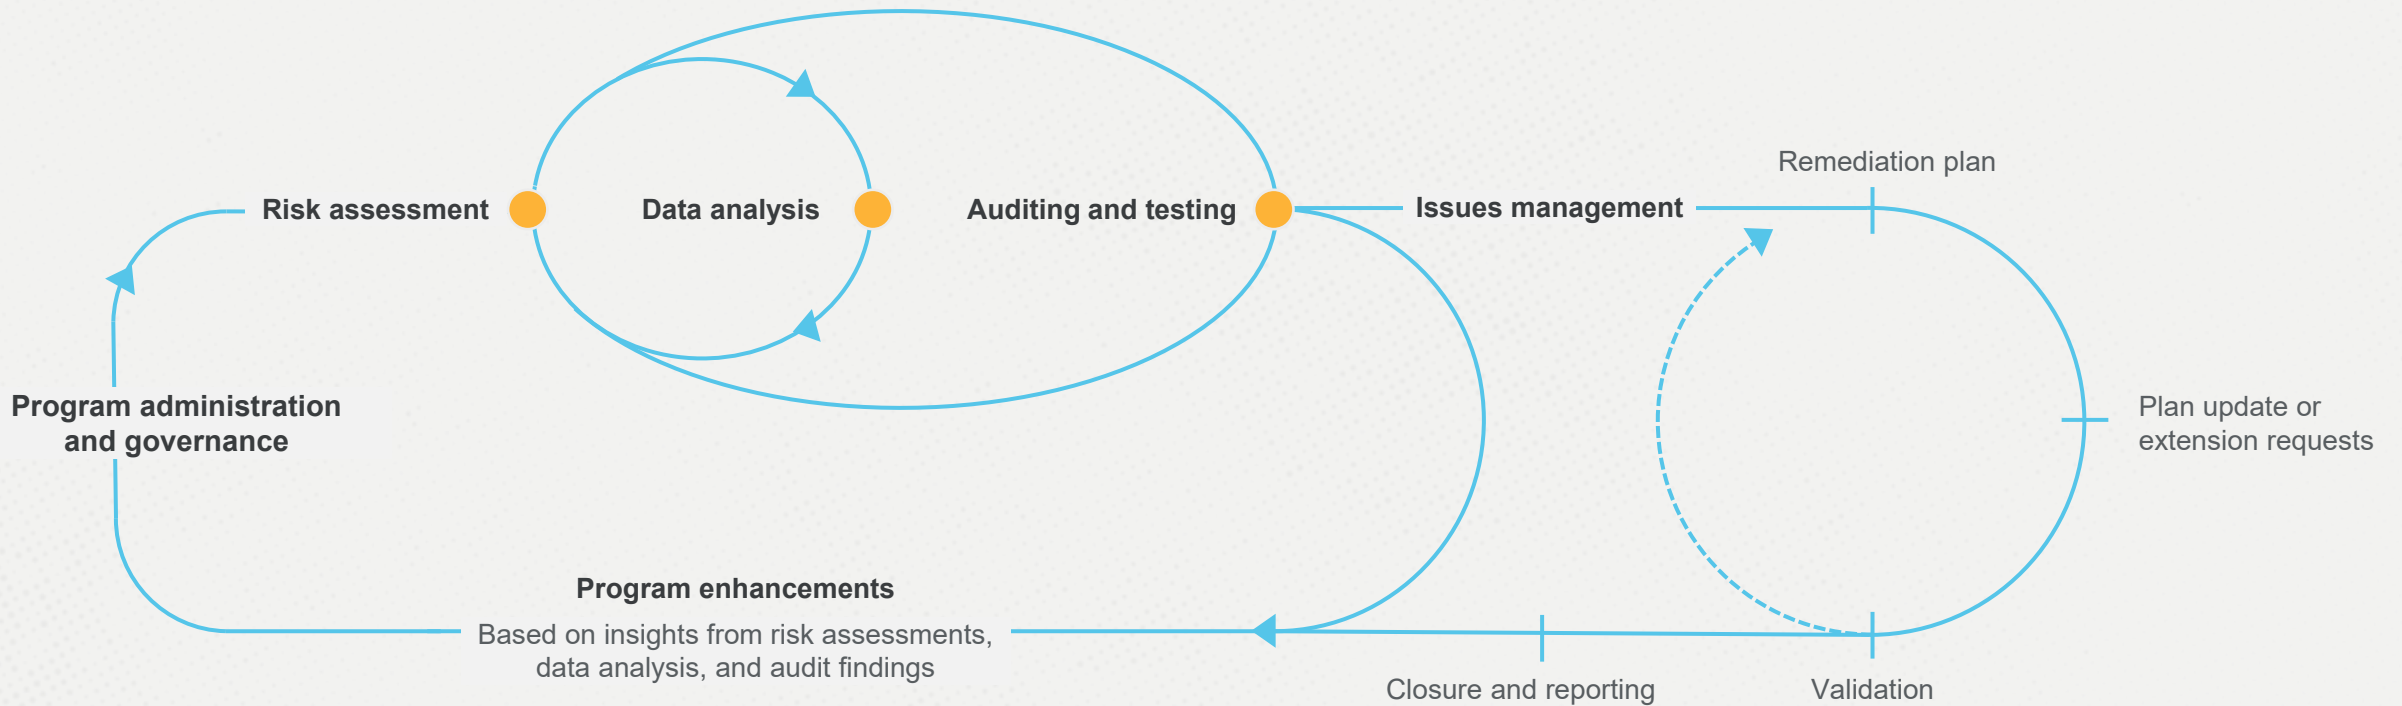 Remediation plan
Risk assessment
Data analysis
Auditing and testing
Issues management
Program administration
and governance
Plan update or
extension requests
Program enhancements
Based on insights from risk assessments,
data analysis, and audit findings
Closure and reporting
Validation